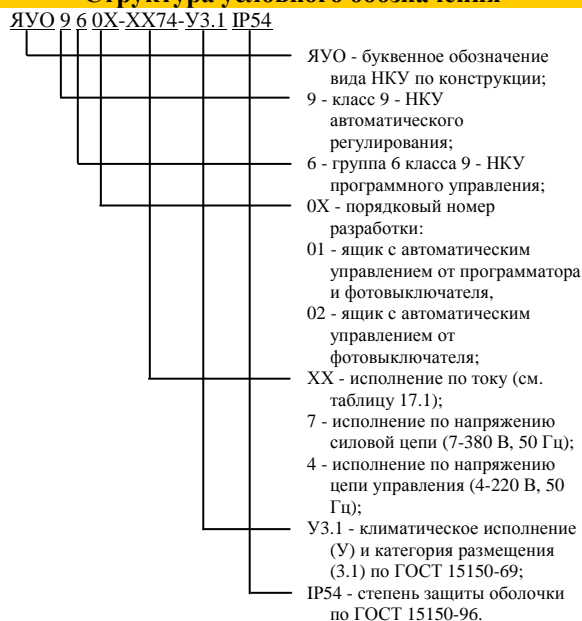 Структура условного обозначения
ЯУО 9 6 0Х-ХХ74-У3.1 IP54
ЯУО - буквенное обозначение
вида НКУ по конструкции;
9 - класс 9 - НКУ
автоматического
регулирования;
6 - группа 6 класса 9 - НКУ
программного управления;
0Х - порядковый номер
разработки:
01 - ящик с автоматическим
управлением от программатора
и фотовыключателя,
02 - ящик с автоматическим
управлением от
фотовыключателя;
ХХ - исполнение по току (см.
таблицу 17.1);
7 - исполнение по напряжению
силовой цепи (7-380 В, 50 Гц);
4 - исполнение по напряжению
цепи управления (4-220 В, 50
Гц);
У3.1 - климатическое исполнение
(У) и категория размещения
(3.1) по ГОСТ 15150-69;
IP54 - степень защиты оболочки
по ГОСТ 15150-96.